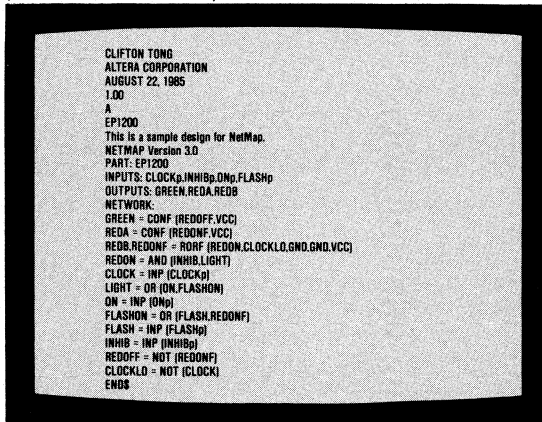 CLIFTON TONG
ALTERA CORPORATION
AUGUST 22, 1985
1.00
A
EP1200
This is a sample design for NetMap.
NETMAP Version 3.0
PART: EP1200
INPUTS: CLOCKp,INHIBp,ONp,FLASHp
OUTPUTS: GREEN,REDA,REDB
NETWORK:
GREEN = CONF (REDOFF,VCC)
REDA = CONF (REDONF,VCC)
REDB,REDONF = RORF (REDON,CLOCKLO,GND,GND,VCC)
REDON = AND (INHIB,LIGHT)
CLOCK = INP (CLOCKp)
LIGHT = OR (ON,FLASHON)
ON = INP (ONp)
FLASHON = OR (FLASH,REDONF)
FLASH = INP (FLASHp)
INHIB = INP (INHIBp)
REDOFF = NOT (REDONF)
CLOCKLO = NOT (CLOCK)
END$